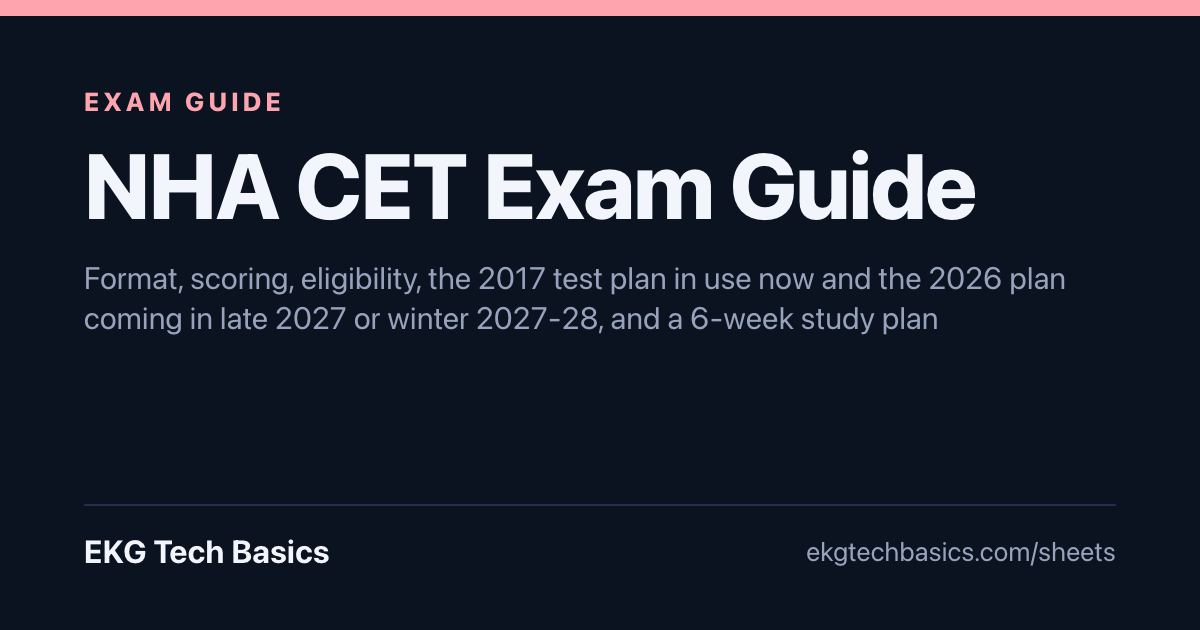 EXAM GUIDE
NHA CET Exam Guide
Format, scoring, eligibility, the 2017 test plan in use now and the 2026 plan
coming in late 2027 or winter 2027-28, and a 6-week study plan
EKG Tech Basics
ekgtechbasics.com/sheets